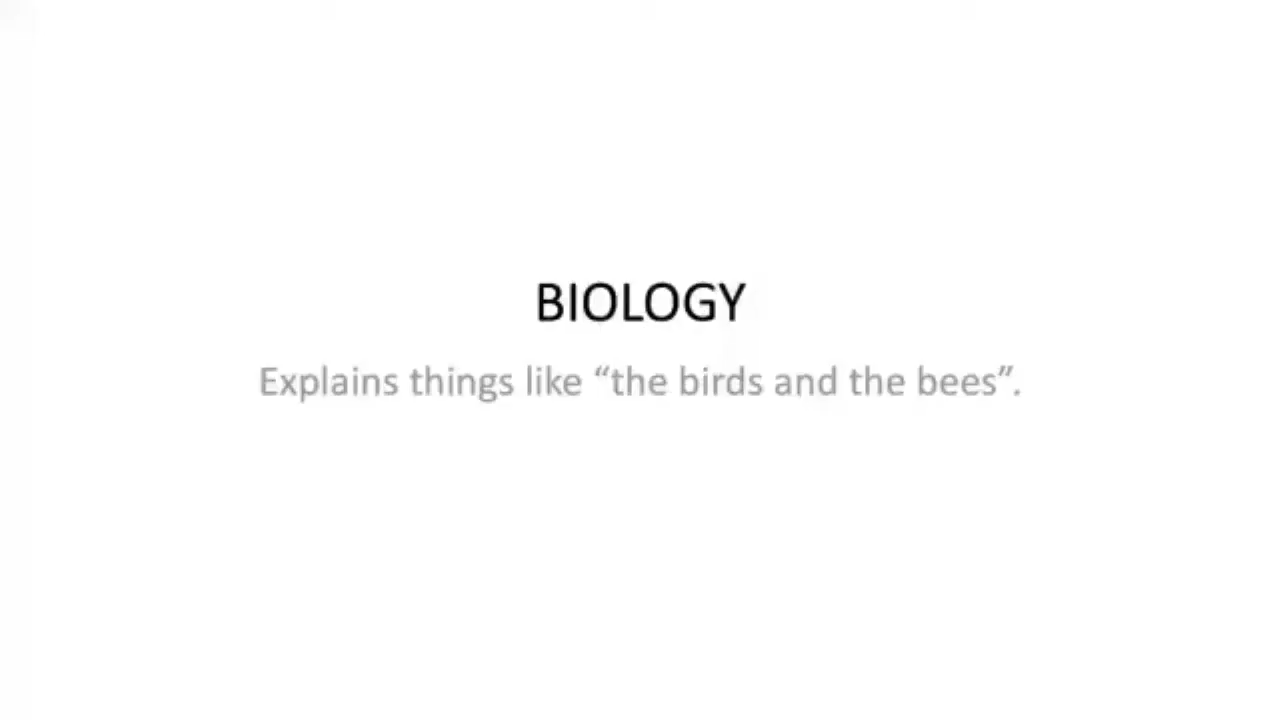 BIOLOGY
Explains things like “the birds and the bees”.